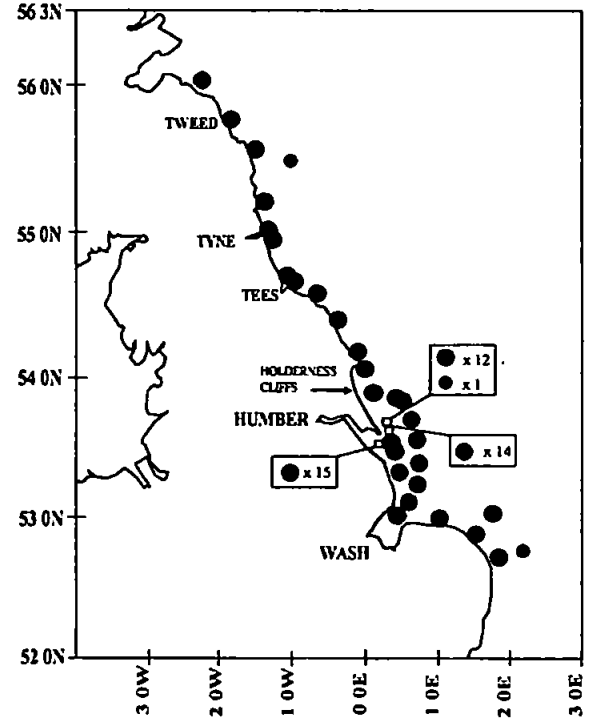 56 3N
56 0N
TWEED
55 0N
TYNE
TEES
54 0N
HOLDERNESS
CLIFFS
x 12
x 1
HUMBER
x 14
x 15
53 0N
WASH
52 0N
3 0W
2 0W
1 0W
0 0E
1 0E
2 0E
3 0E